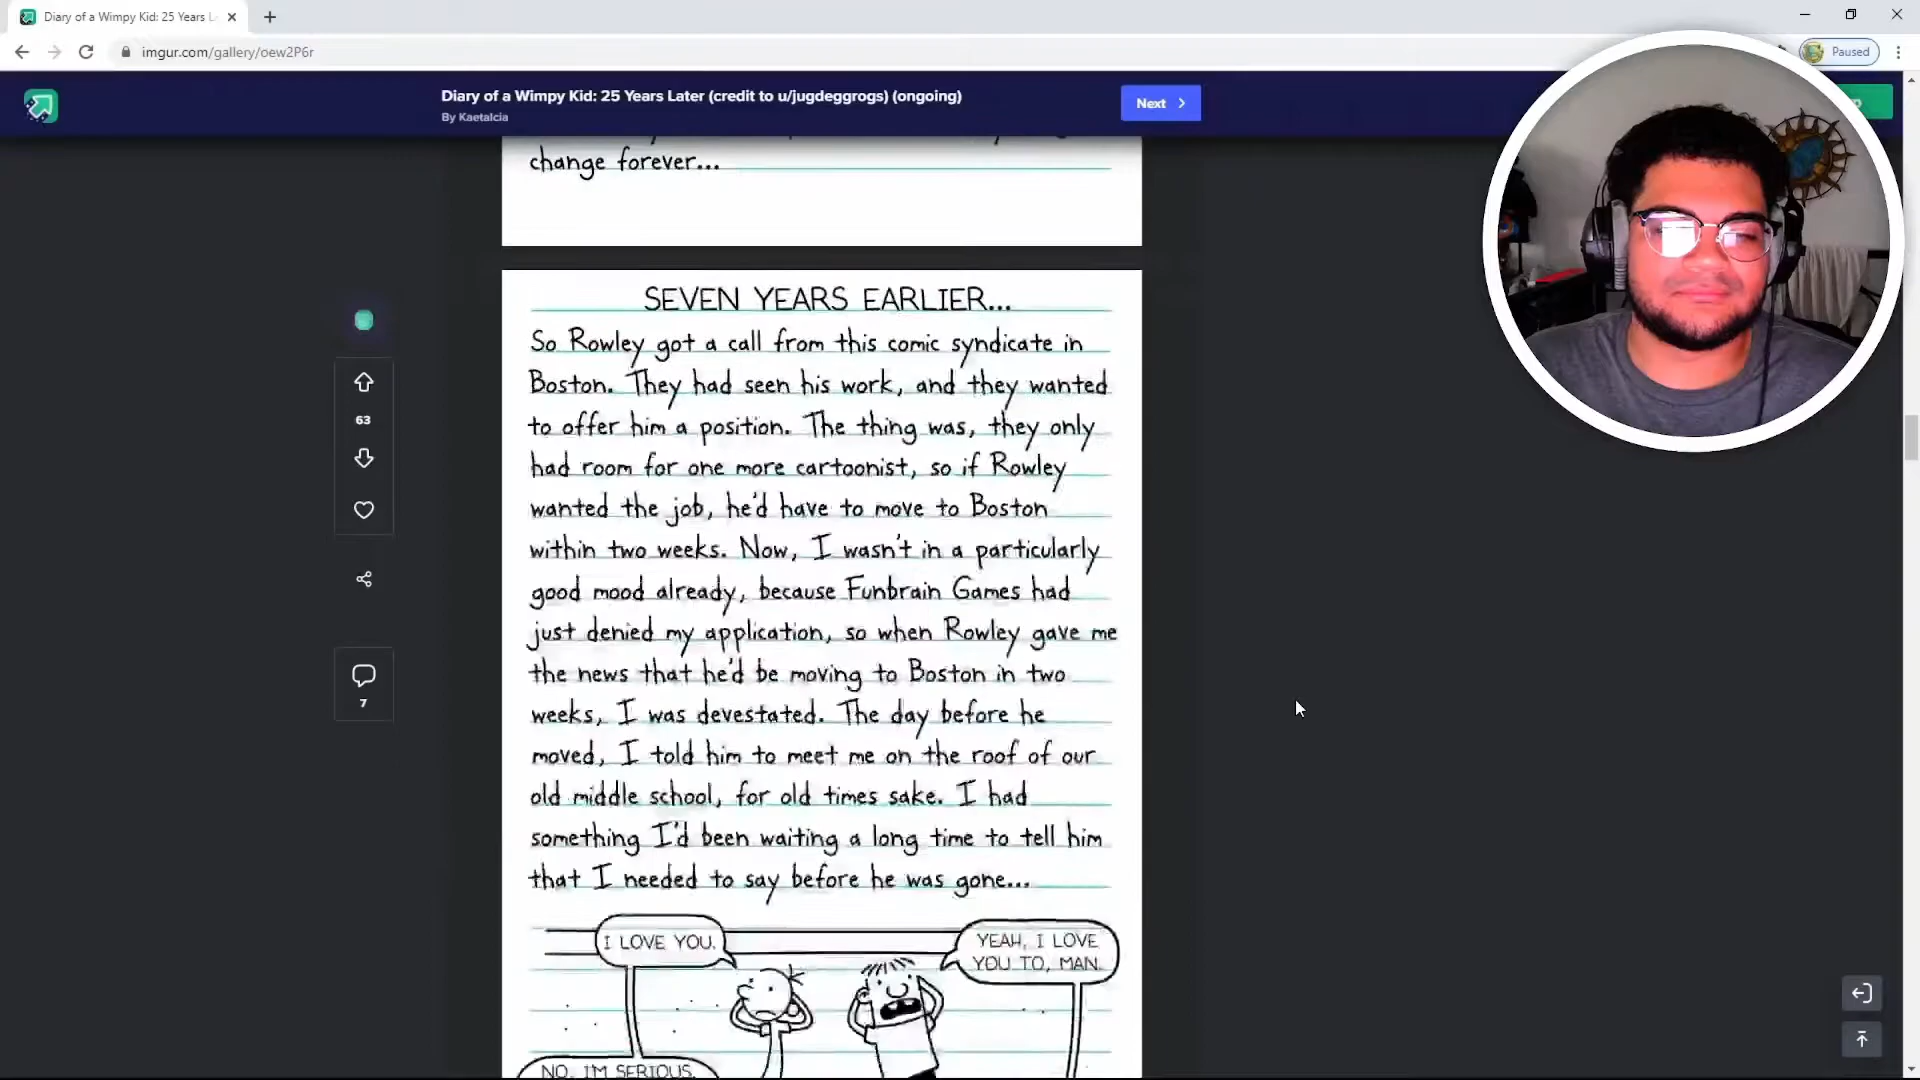 Diary of a Wimpy Kid: 25 Years L
imgur.com/gallery/oew2P6r
Paused
Diary of a Wimpy Kid: 25 Years Later (credit to u/jugdeggrogs) (ongoing)
By Kaetalcia
Next
change forever...
SEVEN YEARS EARLIER...
So Rowley got a call from this comic syndicate in
Boston. They had seen his work, and they wanted
to offer him a position. The thing was, they only
had room for one more cartoonist, so if Rowley
wanted the job, he'd have to move to Boston
within two weeks. Now, I wasn't in a particularly
good mood already, because Funbrain Games had
just denied my application, so when Rowley gave me
the news that he'd be moving to Boston in two
weeks, I was devestated. The day before he
moved, I told him to meet me on the roof of our
old middle school, for old times sake. I had
something I'd been waiting a long time to tell him
that I needed to say before he was gone...
63
7
I LOVE YOU.
YEAH, I LOVE
YOU TO, MAN.
NO, I'M SERIOUS.